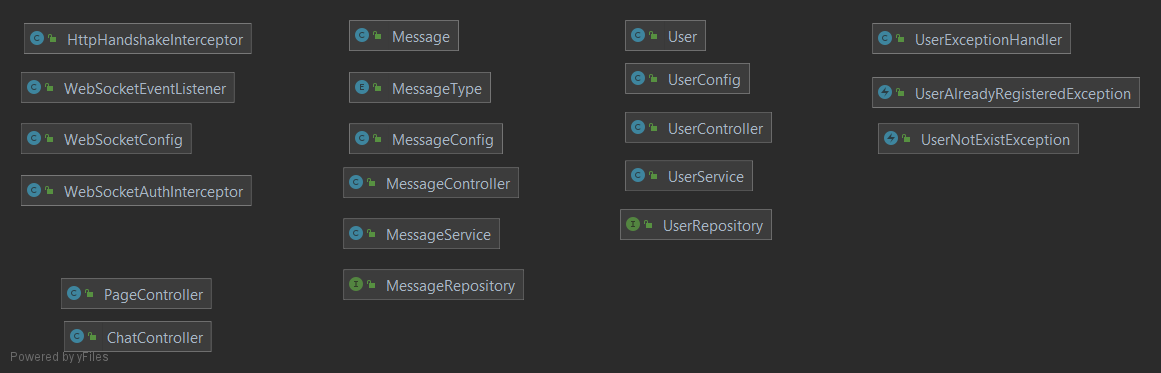 HttpHandshakeInterceptor
WebSocketEventListener
WebSocketConfig
WebSocketAuthInterceptor
PageController
ChatController
Message
MessageType
MessageConfig
MessageController
MessageService
MessageRepository
User
UserConfig
UserController
UserService
UserRepository
UserExceptionHandler
UserAlreadyRegisteredException
UserNotExistException
Powered by yFiles